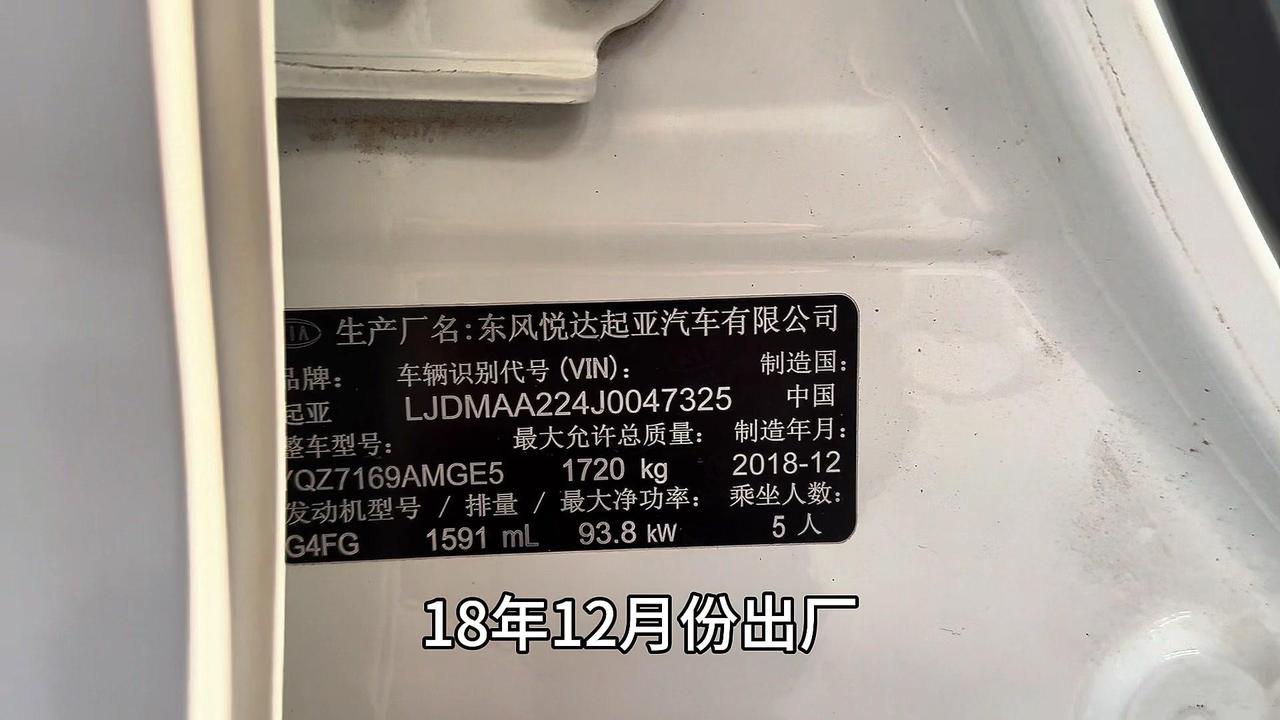 IA 生产厂名:东风悦达起亚汽车有限公司
品牌: 车辆识别代号(VIN): 制造国:
起亚 LJDMAA224J0047325 中国
整车型号: 最大允许总质量: 制造年月:
YQZ7169AMGE5 1720 kg 2018-12
发动机型号 / 排量 / 最大净功率: 乘坐人数:
G4FG 1591 mL 93.8 kW 5 人
18年12月份出厂